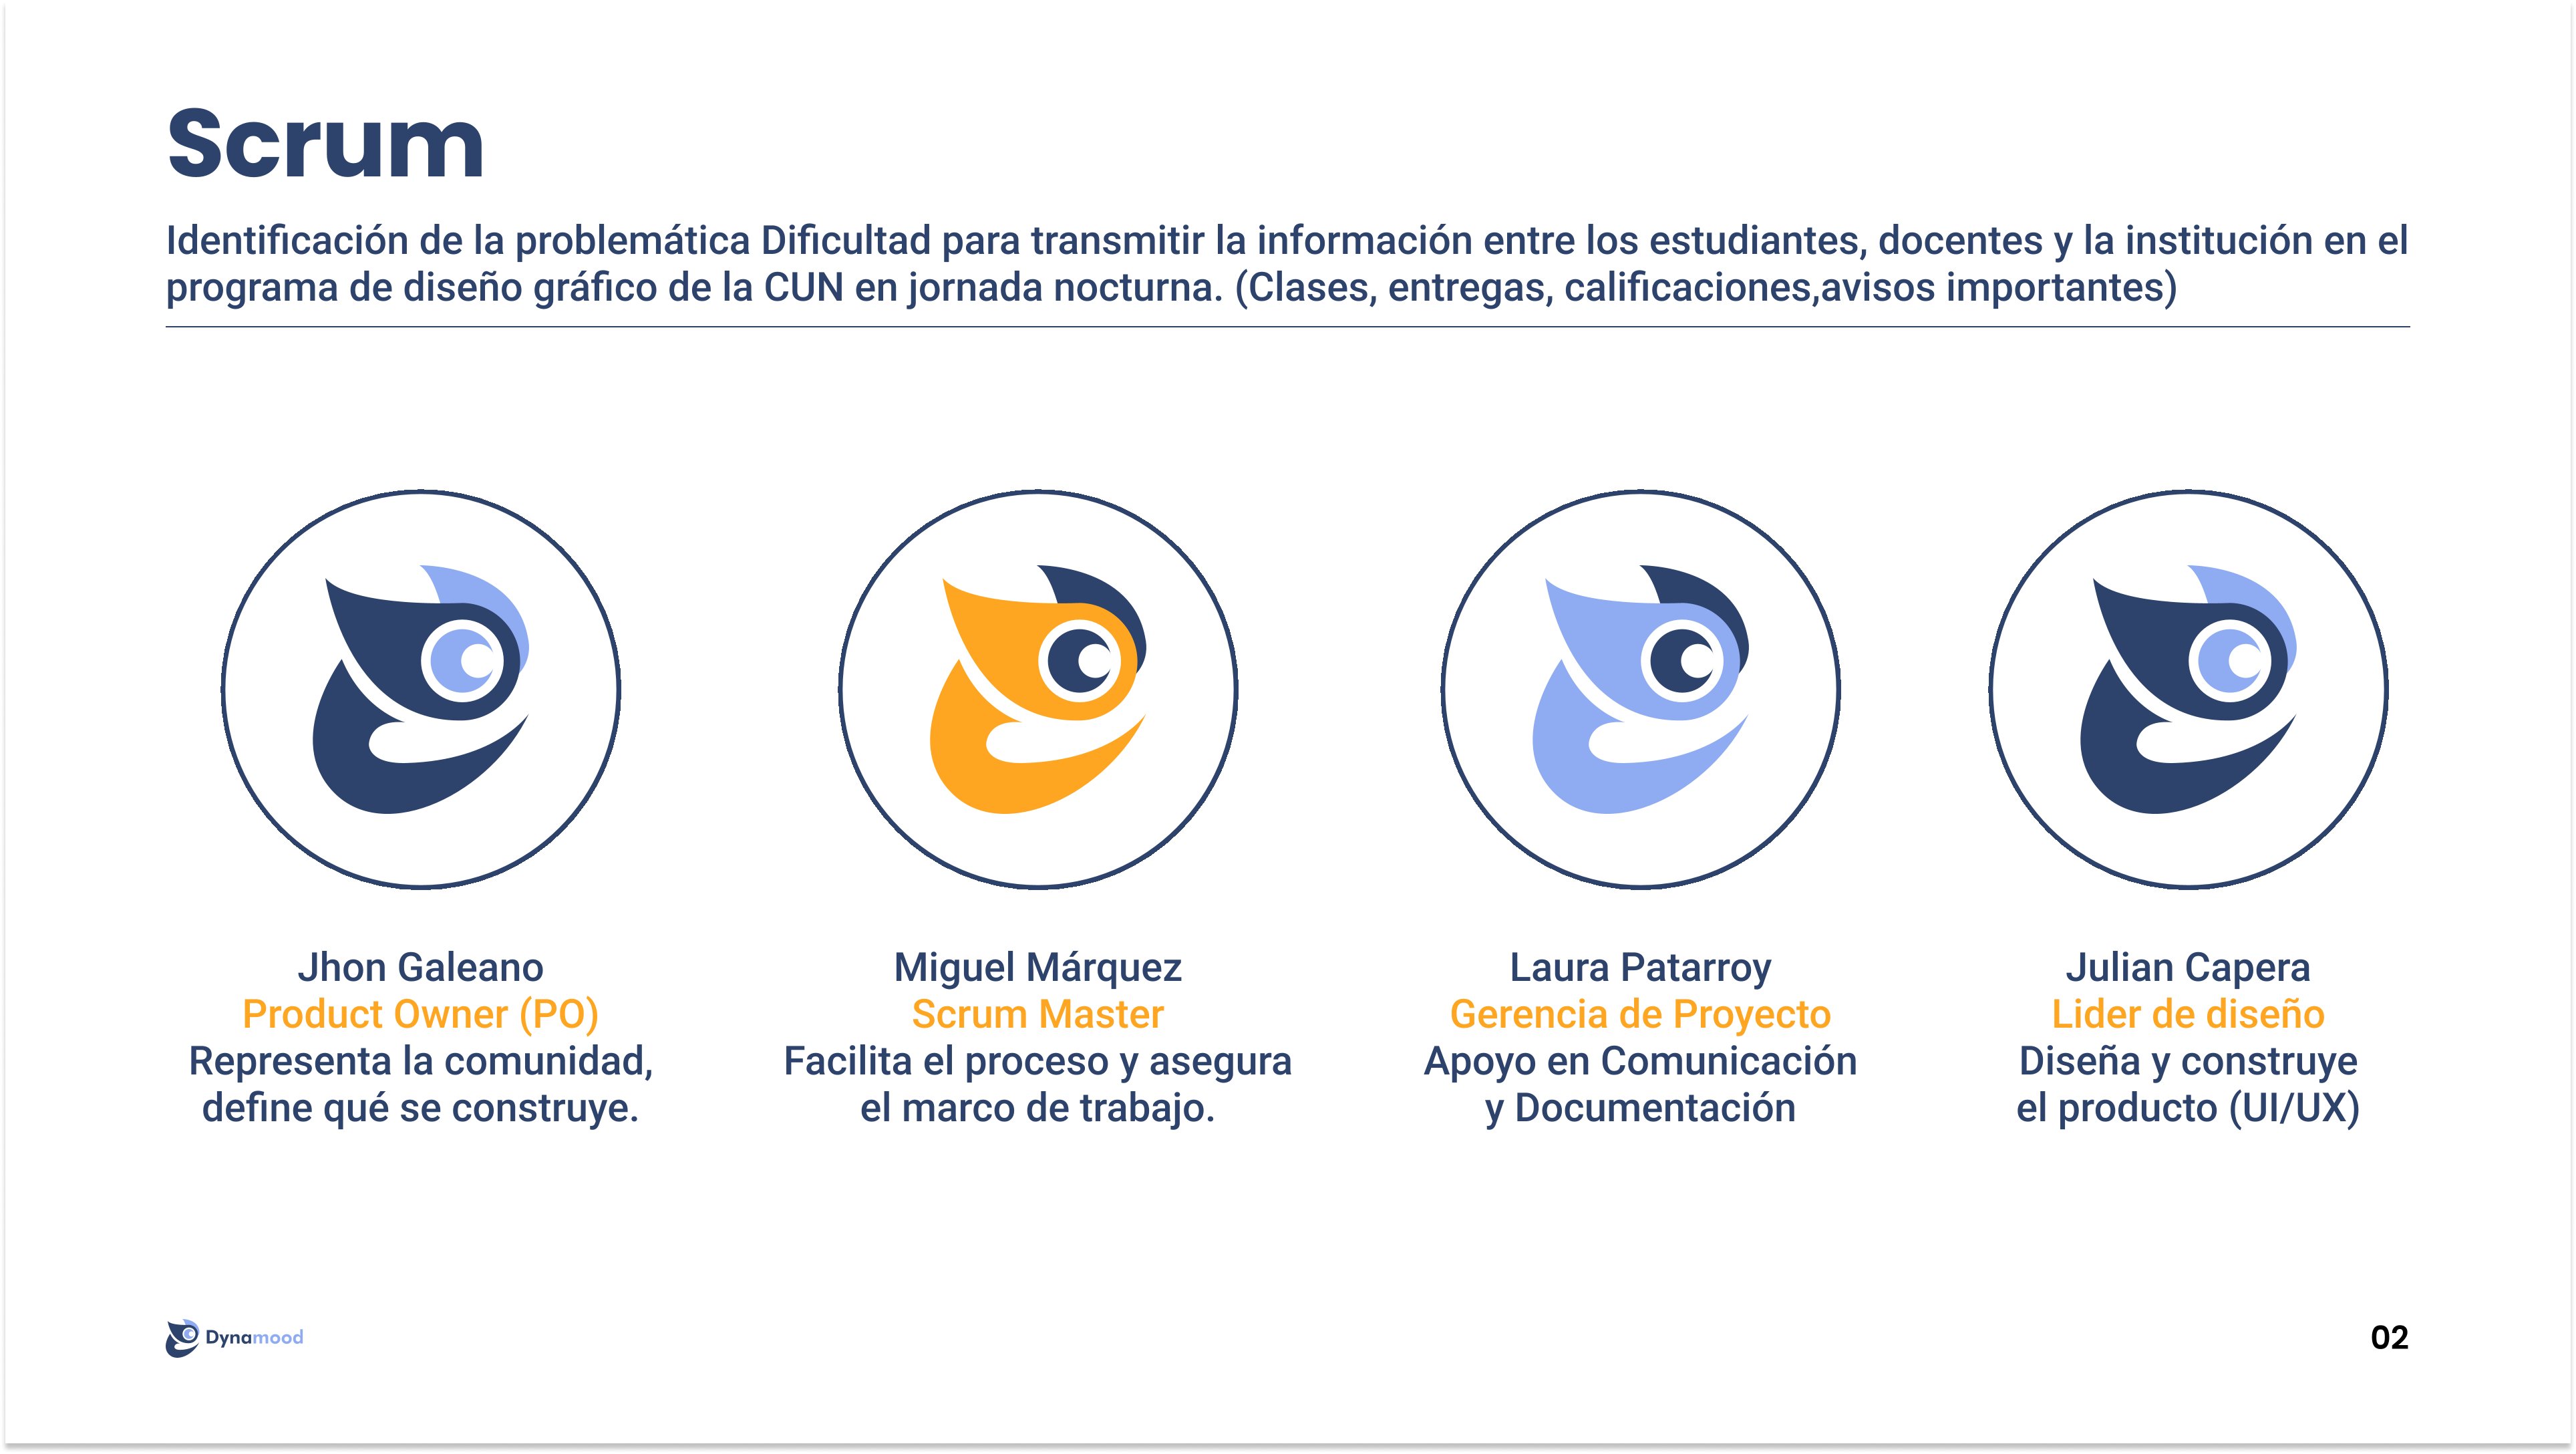 Scrum
Identificación de la problemática Dificultad para transmitir la información entre los estudiantes, docentes y la institución en el
programa de diseño gráfico de la CUN en jornada nocturna. (Clases, entregas, calificaciones,avisos importantes)
Jhon Galeano
Product Owner (PO)
Representa la comunidad,
define qué se construye.
Miguel Márquez
Scrum Master
Facilita el proceso y asegura
el marco de trabajo.
Laura Patarroy
Gerencia de Proyecto
Apoyo en Comunicación
y Documentación
Julian Capera
Lider de diseño
Diseña y construye
el producto (UI/UX)
Dynamood
02